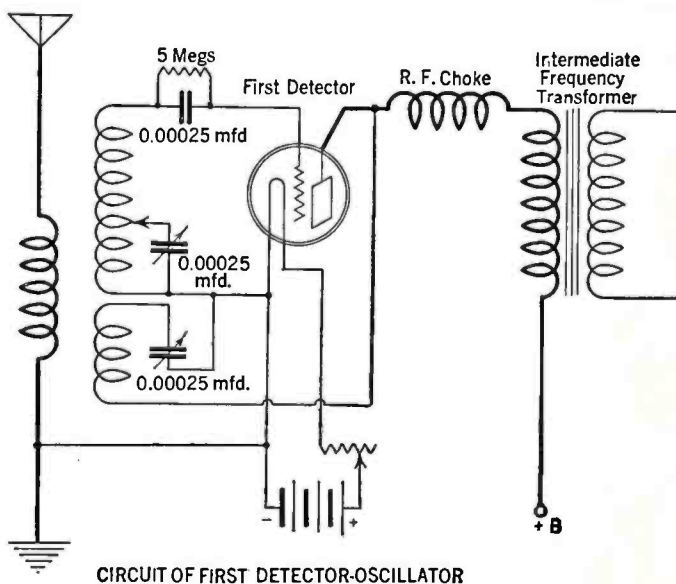 5 Megs
First Detector
R. F. Choke
Intermediate
Frequency
Transformer
0.00025 mfd
0.00025
mfd.
0.00025 mfd.
-
+
+ B
CIRCUIT OF FIRST DETECTOR-OSCILLATOR